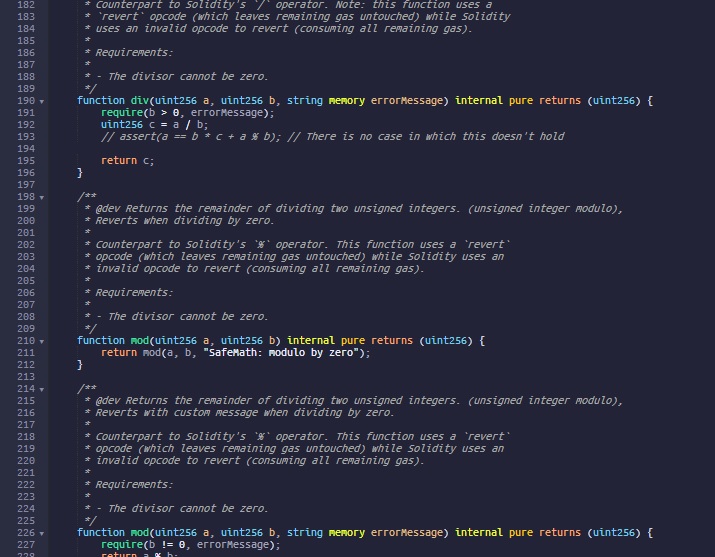 182 * Counterpart to Solidity's `/` operator. Note: this function uses a
183 * `revert` opcode (which leaves remaining gas untouched) while Solidity
184 * uses an invalid opcode to revert (consuming all remaining gas).
185 *
186 * Requirements:
187 *
188 * - The divisor cannot be zero.
189 */
190 function div(uint256 a, uint256 b, string memory errorMessage) internal pure returns (uint256) {
191 require(b > 0, errorMessage);
192 uint256 c = a / b;
193 // assert(a == b * c + a % b); // There is no case in which this doesn't hold
194
195 return c;
196 }
197
198 /**
199 * @dev Returns the remainder of dividing two unsigned integers. (unsigned integer modulo),
200 * Reverts when dividing by zero.
201 *
202 * Counterpart to Solidity's `%` operator. This function uses a `revert`
203 * opcode (which leaves remaining gas untouched) while Solidity uses an
204 * invalid opcode to revert (consuming all remaining gas).
205 *
206 * Requirements:
207 *
208 * - The divisor cannot be zero.
209 */
210 function mod(uint256 a, uint256 b) internal pure returns (uint256) {
211 return mod(a, b, "SafeMath: modulo by zero");
212 }
213
214 /**
215 * @dev Returns the remainder of dividing two unsigned integers. (unsigned integer modulo),
216 * Reverts with custom message when dividing by zero.
217 *
218 * Counterpart to Solidity's `%` operator. This function uses a `revert`
219 * opcode (which leaves remaining gas untouched) while Solidity uses an
220 * invalid opcode to revert (consuming all remaining gas).
221 *
222 * Requirements:
223 *
224 * - The divisor cannot be zero.
225 */
226 function mod(uint256 a, uint256 b, string memory errorMessage) internal pure returns (uint256) {
227 require(b != 0, errorMessage);
228 return a % b;